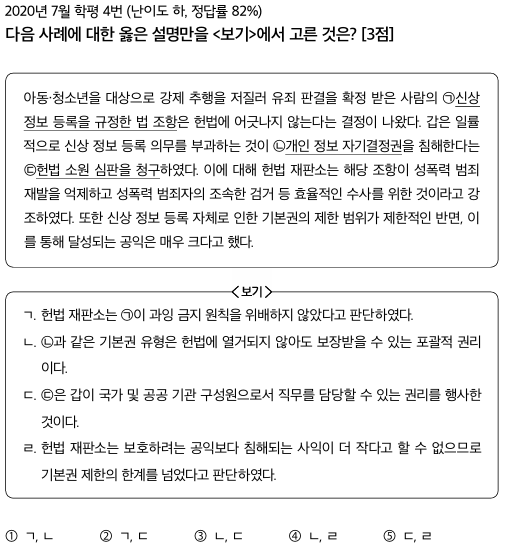 2020년 7월 학평 4번 (난이도 하, 정답률 82%)
다음 사례에 대한 옳은 설명만을 <보기>에서 고른 것은? [3점]
아동·청소년을 대상으로 강제 추행을 저질러 유죄 판결을 확정 받은 사람의 ㉠신상
정보 등록을 규정한 법 조항은 헌법에 어긋나지 않는다는 결정이 나왔다. 갑은 일률
적으로 신상 정보 등록 의무를 부과하는 것이 ㉡개인 정보 자기결정권을 침해한다는
㉢헌법 소원 심판을 청구하였다. 이에 대해 헌법 재판소는 해당 조항이 성폭력 범죄
재발을 억제하고 성폭력 범죄자의 조속한 검거 등 효율적인 수사를 위한 것이라고 강
조하였다. 또한 신상 정보 등록 자체로 인한 기본권의 제한 범위가 제한적인 반면, 이
를 통해 달성되는 공익은 매우 크다고 했다.
<보기>
ㄱ. 헌법 재판소는 ㉠이 과잉 금지 원칙을 위배하지 않았다고 판단하였다.
ㄴ. ㉡과 같은 기본권 유형은 헌법에 열거되지 않아도 보장받을 수 있는 포괄적 권리
이다.
ㄷ. ㉢은 갑이 국가 및 공공 기관 구성원으로서 직무를 담당할 수 있는 권리를 행사한
것이다.
ㄹ. 헌법 재판소는 보호하려는 공익보다 침해되는 사익이 더 작다고 할 수 없으므로
기본권 제한의 한계를 넘었다고 판단하였다.
① ㄱ, ㄴ ② ㄱ, ㄷ ③ ㄴ, ㄷ ④ ㄴ, ㄹ ⑤ ㄷ, ㄹ